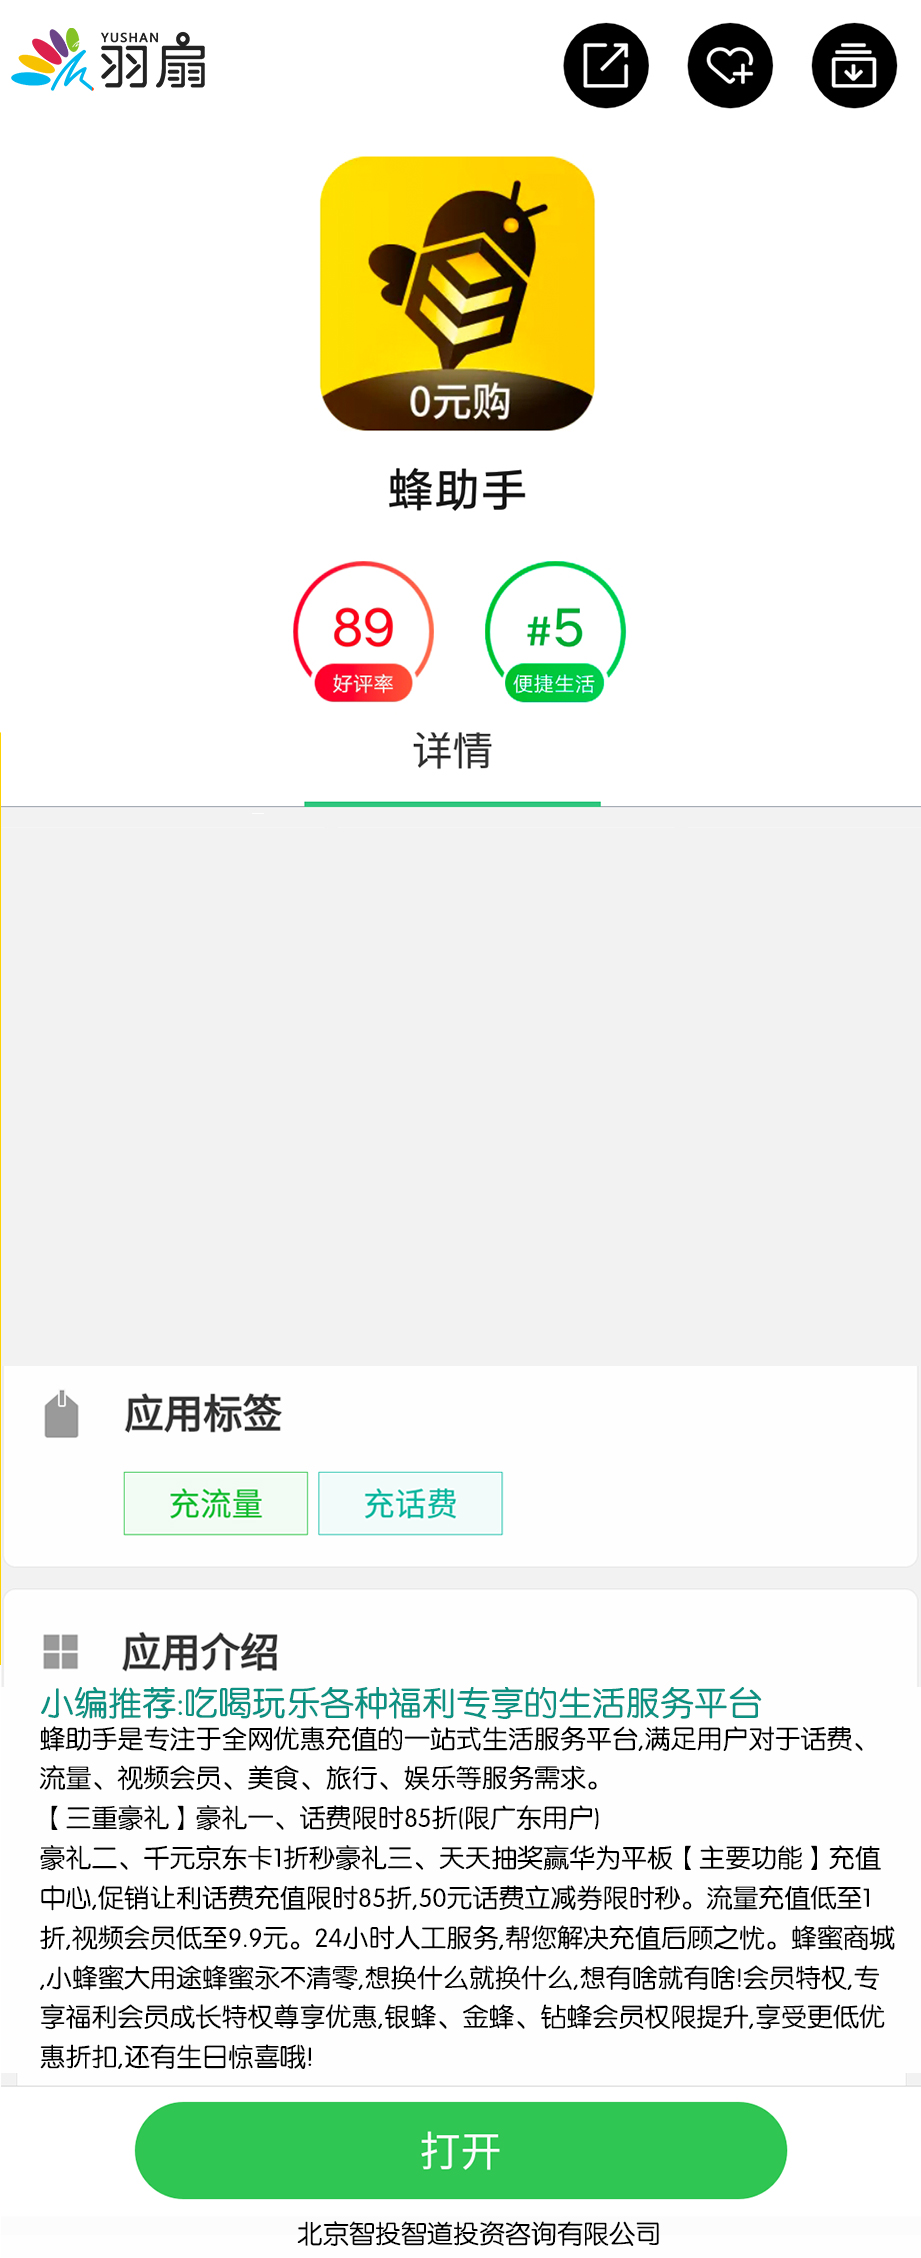 YUSHAN
羽扇
0元购
蜂助手
89
好评率
#5
便捷生活
详情
应用标签
充流量
充话费
应用介绍
小编推荐:吃喝玩乐各种福利专享的生活服务平台
蜂助手是专注于全网优惠充值的一站式生活服务平台,满足用户对于话费、
流量、视频会员、美食、旅行、娱乐等服务需求。
【三重豪礼】豪礼一、话费限时85折(限广东用户)
豪礼二、千元京东卡1折秒豪礼三、天天抽奖赢华为平板【主要功能】充值
中心,促销让利话费充值限时85折,50元话费立减券限时秒。流量充值低至1
折,视频会员低至9.9元。24小时人工服务,帮您解决充值后顾之忧。蜂蜜商城
,小蜂蜜大用途蜂蜜永不清零,想换什么就换什么,想有啥就有啥!会员特权,专
享福利会员成长特权尊享优惠,银蜂、金蜂、钻蜂会员权限提升,享受更低优
惠折扣,还有生日惊喜哦!
打开
北京智投智道投资咨询有限公司